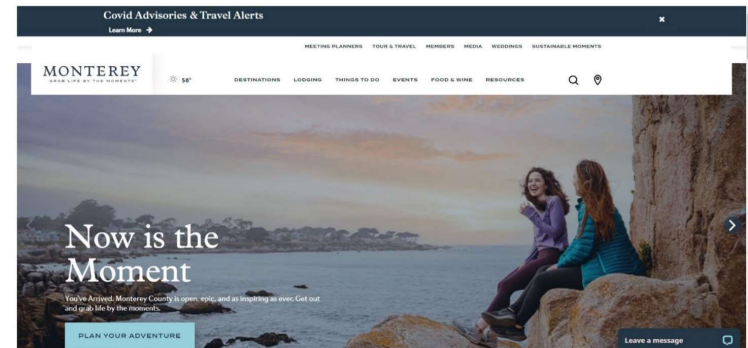 Covid Advisories & Travel Alerts
Learn More →
MEETING PLANNERS TOUR & TRAVEL MEMBERS MEDIA WEDDINGS SUSTAINABLE MOMENTS
MONTEREY
GRAB LIFE BY THE MOMENTS
58°
DESTINATIONS LODGING THINGS TO DO EVENTS FOOD & WINE RESOURCES
Now is the
Moment
You've Arrived. Monterey County is open, epic, and as inspiring as ever. Get out
and grab life by the moments.
PLAN YOUR ADVENTURE
Leave a message